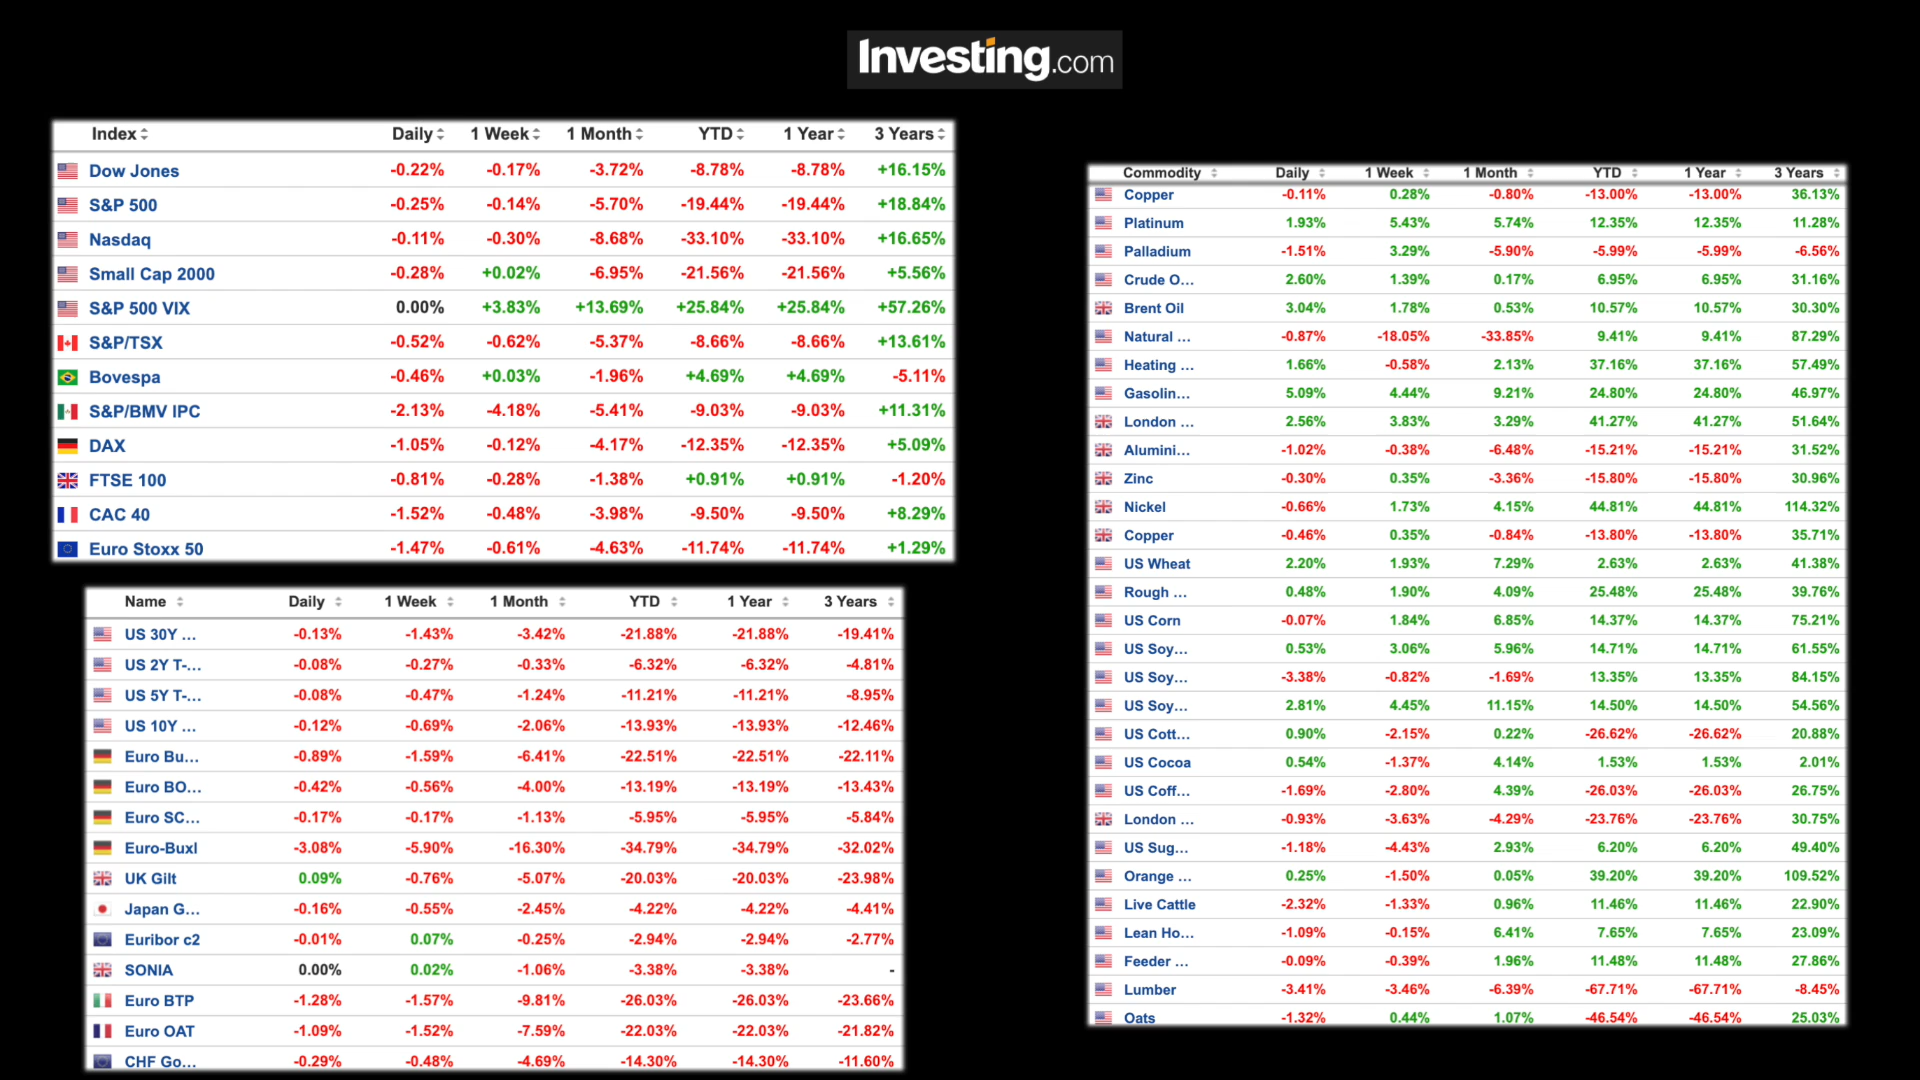 Investing.com
Index Daily 1 Week 1 Month YTD 1 Year 3 Years
Dow Jones -0.22% -0.17% -3.72% -8.78% -8.78% +16.15%
S&P 500 -0.25% -0.14% -5.70% -19.44% -19.44% +18.84%
Nasdaq -0.11% -0.30% -8.68% -33.10% -33.10% +16.65%
Small Cap 2000 -0.28% +0.02% -6.95% -21.56% -21.56% +5.56%
S&P 500 VIX 0.00% +3.83% +13.69% +25.84% +25.84% +57.26%
S&P/TSX -0.52% -0.62% -5.37% -8.66% -8.66% +13.61%
Bovespa -0.46% +0.03% -1.96% +4.69% +4.69% -5.11%
S&P/BMV IPC -2.13% -4.18% -5.41% -9.03% -9.03% +11.31%
DAX -1.05% -0.12% -4.17% -12.35% -12.35% +5.09%
FTSE 100 -0.81% -0.28% -1.38% +0.91% +0.91% -1.20%
CAC 40 -1.52% -0.48% -3.98% -9.50% -9.50% +8.29%
Euro Stoxx 50 -1.47% -0.61% -4.63% -11.74% -11.74% +1.29%
Name Daily 1 Week 1 Month YTD 1 Year 3 Years
US 30Y ... -0.13% -1.43% -3.42% -21.88% -21.88% -19.41%
US 2Y T-... -0.08% -0.27% -0.33% -6.32% -6.32% -4.81%
US 5Y T-... -0.08% -0.47% -1.24% -11.21% -11.21% -8.95%
US 10Y ... -0.12% -0.69% -2.06% -13.93% -13.93% -12.46%
Euro Bu... -0.89% -1.59% -6.41% -22.51% -22.51% -22.11%
Euro BO... -0.42% -0.56% -4.00% -13.19% -13.19% -13.43%
Euro SC... -0.17% -0.17% -1.13% -5.95% -5.95% -5.84%
Euro-Buxl -3.08% -5.90% -16.30% -34.79% -34.79% -32.02%
UK Gilt 0.09% -0.76% -5.07% -20.03% -20.03% -23.98%
Japan G... -0.16% -0.55% -2.45% -4.22% -4.22% -4.41%
Euribor c2 -0.01% 0.07% -0.25% -2.94% -2.94% -2.77%
SONIA 0.00% 0.02% -1.06% -3.38% -3.38% -
Euro BTP -1.28% -1.57% -9.81% -26.03% -26.03% -23.66%
Euro OAT -1.09% -1.52% -7.59% -22.03% -22.03% -21.82%
CHF Go... -0.29% -0.48% -4.69% -14.30% -14.30% -11.60%
Commodity Daily 1 Week 1 Month YTD 1 Year 3 Years
Copper -0.11% 0.28% -0.80% -13.00% -13.00% 36.13%
Platinum 1.93% 5.43% 5.74% 12.35% 12.35% 11.28%
Palladium -1.51% 3.29% -5.90% -5.99% -5.99% -6.56%
Crude O... 2.60% 1.39% 0.17% 6.95% 6.95% 31.16%
Brent Oil 3.04% 1.78% 0.53% 10.57% 10.57% 30.30%
Natural ... -0.87% -18.05% -33.85% 9.41% 9.41% 87.29%
Heating ... 1.66% -0.58% 2.13% 37.16% 37.16% 57.49%
Gasolin... 5.09% 4.44% 9.21% 24.80% 24.80% 46.97%
London ... 2.56% 3.83% 3.29% 41.27% 41.27% 51.64%
Alumini... -1.02% -0.38% -6.48% -15.21% -15.21% 31.52%
Zinc -0.30% 0.35% -3.36% -15.80% -15.80% 30.96%
Nickel -0.66% 1.73% 4.15% 44.81% 44.81% 114.32%
Copper -0.46% 0.35% -0.84% -13.80% -13.80% 35.71%
US Wheat 2.20% 1.93% 7.29% 2.63% 2.63% 41.38%
Rough ... 0.48% 1.90% 4.09% 25.48% 25.48% 39.76%
US Corn -0.07% 1.84% 6.85% 14.37% 14.37% 75.21%
US Soy... 0.53% 3.06% 5.96% 14.71% 14.71% 61.55%
US Soy... -3.38% -0.82% -1.69% 13.35% 13.35% 84.15%
US Soy... 2.81% 4.45% 11.15% 14.50% 14.50% 54.56%
US Cott... 0.90% -2.15% 0.22% -26.62% -26.62% 20.88%
US Cocoa 0.54% -1.37% 4.14% 1.53% 1.53% 2.01%
US Coff... -1.69% -2.80% 4.39% -26.03% -26.03% 26.75%
London ... -0.93% -3.63% -4.29% -23.76% -23.76% 30.75%
US Sug... -1.18% -4.43% 2.93% 6.20% 6.20% 49.40%
Orange ... 0.25% -1.50% 0.05% 39.20% 39.20% 109.52%
Live Cattle -2.32% -1.33% 0.96% 11.46% 11.46% 22.90%
Lean Ho... -1.09% -0.15% 6.41% 7.65% 7.65% 23.09%
Feeder ... -0.09% -0.39% 1.96% 11.48% 11.48% 27.86%
Lumber -3.41% -3.46% -6.39% -67.71% -67.71% -8.45%
Oats -1.32% 0.44% 1.07% -46.54% -46.54% 25.03%